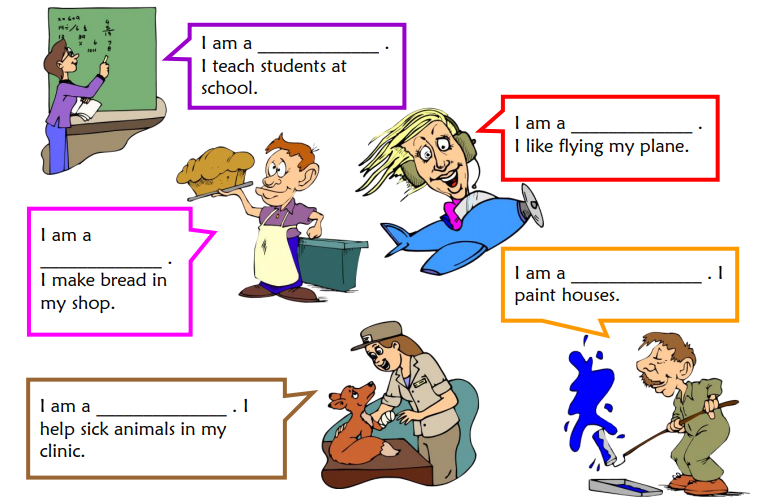 I am a _____________ .
I teach students at
school.
I am a _____________ .
I like flying my plane.
I am a
_____________ .
I make bread in
my shop.
I am a ______________ . I
paint houses.
I am a ______________ . I
help sick animals in my
clinic.